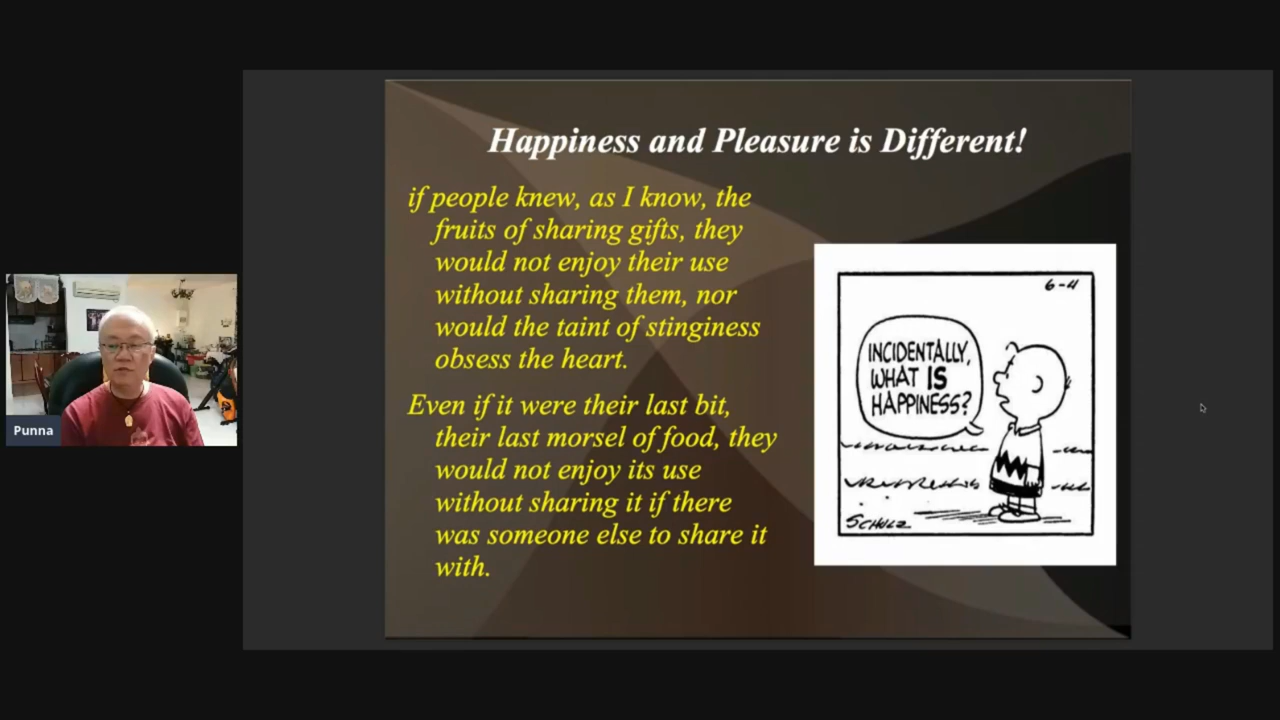 Happiness and Pleasure is Different!
if people knew, as I know, the
fruits of sharing gifts, they
would not enjoy their use
without sharing them, nor
would the taint of stinginess
obsess the heart.
Even if it were their last bit,
their last morsel of food, they
would not enjoy its use
without sharing it if there
was someone else to share it
with.
6-4
INCIDENTALLY,
WHAT IS
HAPPINESS?
SCHULZ
Punna